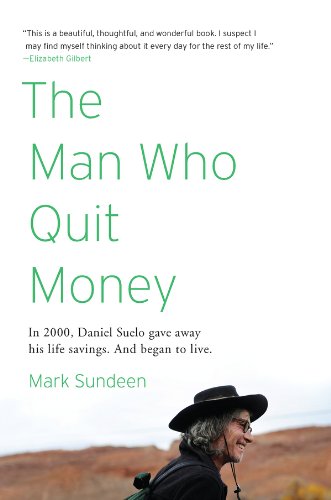 “This is a beautiful, thoughtful, and wonderful book. I suspect I
may find myself thinking about it every day for the rest of my life.”
—Elizabeth Gilbert
The
Man Who
Quit
Money
In 2000, Daniel Suelo gave away
his life savings. And began to live.
Mark Sundeen